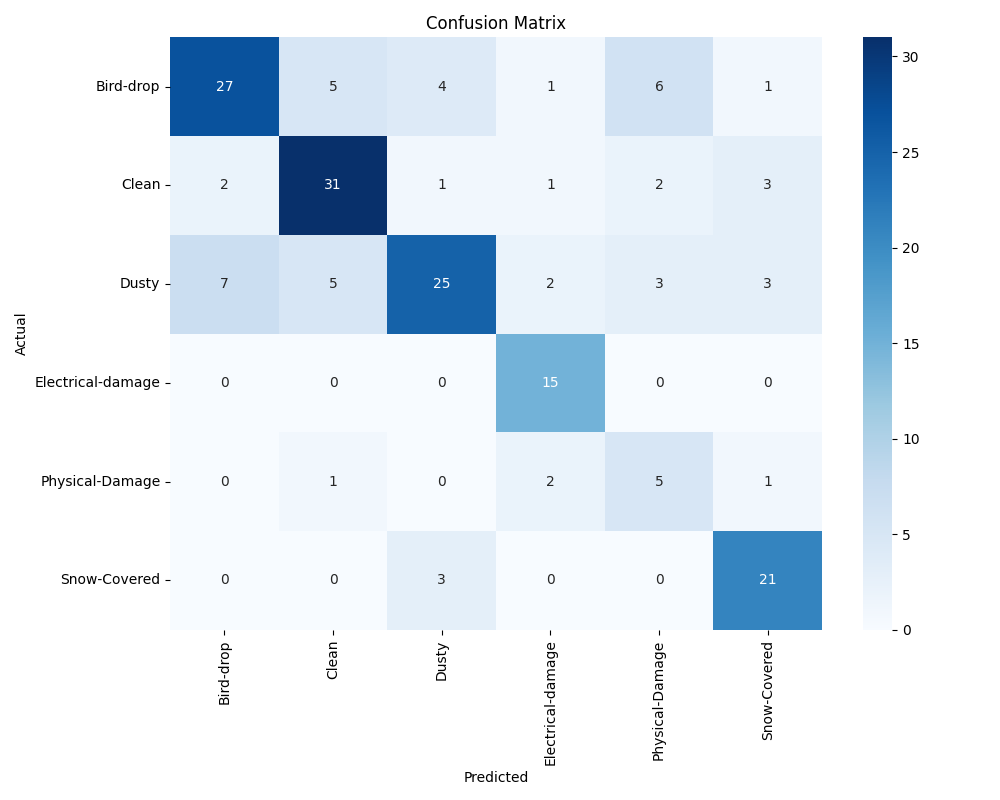 Confusion Matrix
Actual
Bird-drop 27 5 4 1 6 1
Clean 2 31 1 1 2 3
Dusty 7 5 25 2 3 3
Electrical-damage 0 0 0 15 0 0
Physical-Damage 0 1 0 2 5 1
Snow-Covered 0 0 3 0 0 21
Bird-drop Clean Dusty Electrical-damage Physical-Damage Snow-Covered
Predicted
30
25
20
15
10
5
0